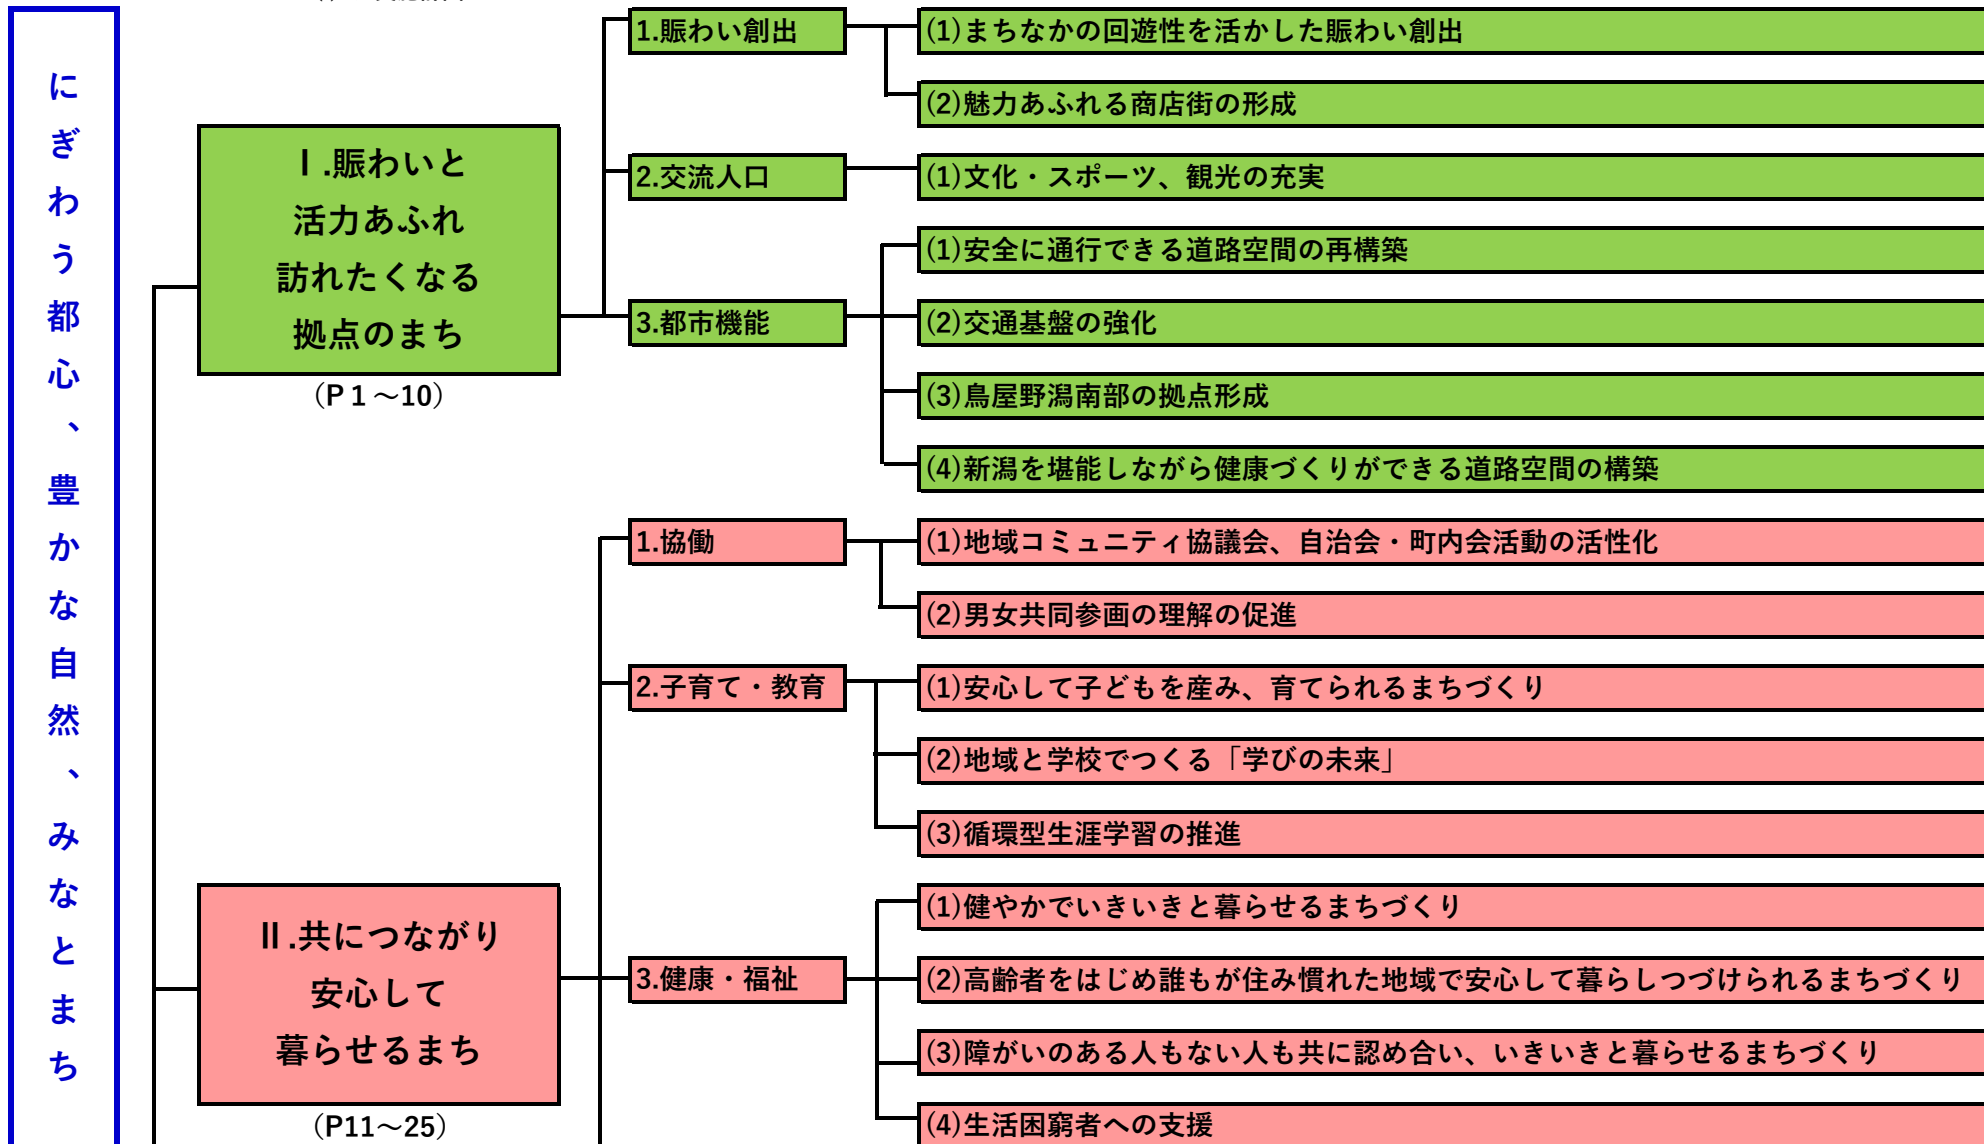 にぎわう都心、豊かな自然、みなとまち
Ⅰ.賑わいと
活力あふれ
訪れたくなる
拠点のまち
(P１～10)
1.賑わい創出
(1)まちなかの回遊性を活かした賑わい創出
(2)魅力あふれる商店街の形成
2.交流人口
(1)文化・スポーツ、観光の充実
3.都市機能
(1)安全に通行できる道路空間の再構築
(2)交通基盤の強化
(3)鳥屋野潟南部の拠点形成
(4)新潟を堪能しながら健康づくりができる道路空間の構築
Ⅱ.共につながり
安心して
暮らせるまち
(P11～25)
1.協働
(1)地域コミュニティ協議会、自治会・町内会活動の活性化
(2)男女共同参画の理解の促進
2.子育て・教育
(1)安心して子どもを産み、育てられるまちづくり
(2)地域と学校でつくる「学びの未来」
(3)循環型生涯学習の推進
3.健康・福祉
(1)健やかでいきいきと暮らせるまちづくり
(2)高齢者をはじめ誰もが住み慣れた地域で安心して暮らしつづけられるまちづくり
(3)障がいのある人もない人も共に認め合い、いきいきと暮らせるまちづくり
(4)生活困窮者への支援